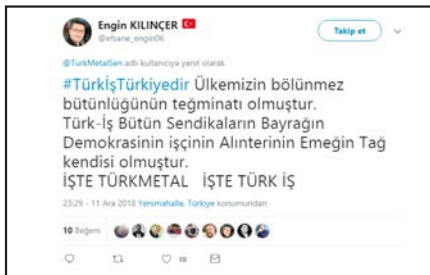 Engin KILINÇER
@efsane_engin06
Takip et
@TurkMetalSen adlı kullanıcıya yanıt olarak
#TürkİşTürkiyedir Ülkemizin bölünmez
bütünlüğünün teğminatı olmuştur.
Türk-İş Bütün Sendikaların Bayrağın
Demokrasinin işçinin Alınterinin Emeğin Tağ
kendisi olmuştur.
İŞTE TÜRKMETAL İŞTE TÜRK İŞ
23:29 - 11 Ara 2018 Yenimahalle, Türkiye konumundan
10 Beğeni
10